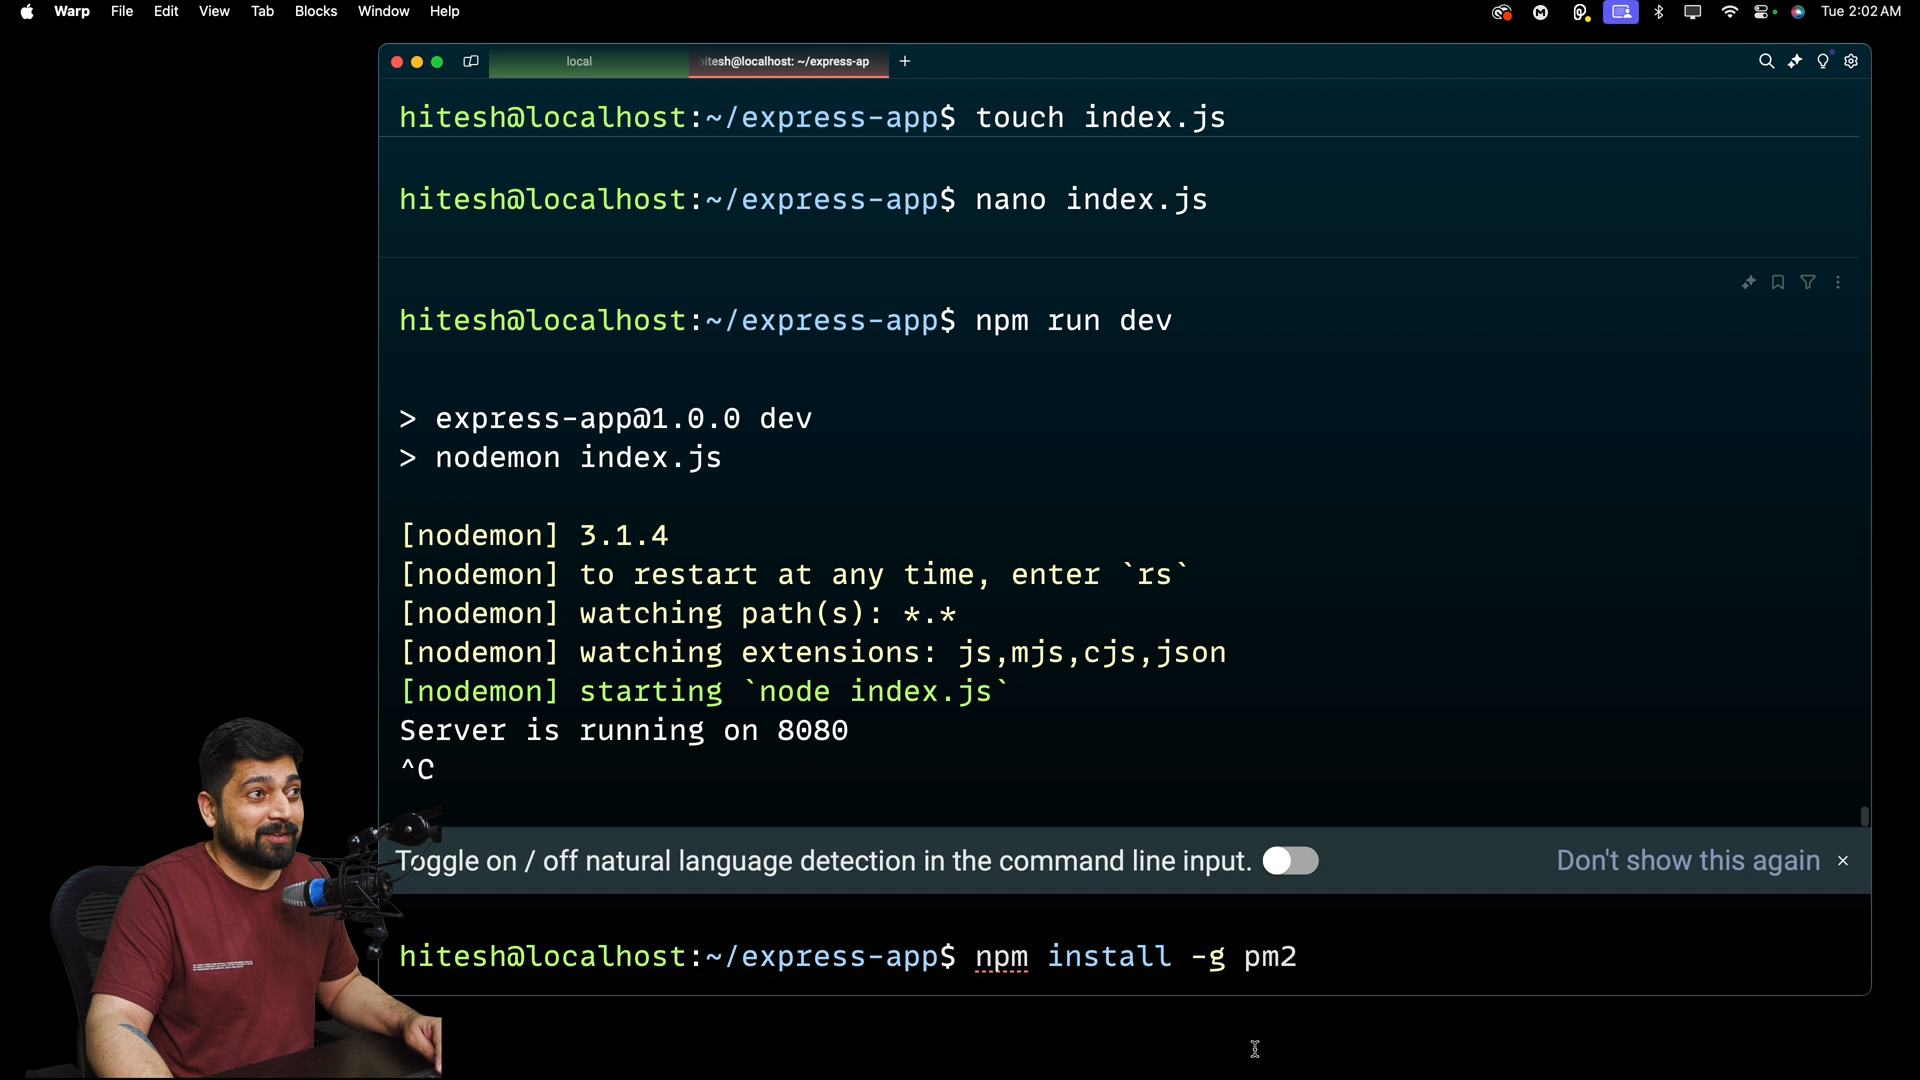 Warp File Edit View Tab Blocks Window Help Tue 2:02 AM
local hitesh@localhost: ~/express-ap +
hitesh@localhost:~/express-app$ touch index.js
hitesh@localhost:~/express-app$ nano index.js
hitesh@localhost:~/express-app$ npm run dev
> express-app@1.0.0 dev
> nodemon index.js
[nodemon] 3.1.4
[nodemon] to restart at any time, enter `rs`
[nodemon] watching path(s): *.*
[nodemon] watching extensions: js,mjs,cjs,json
[nodemon] starting `node index.js`
Server is running on 8080
^C
Toggle on / off natural language detection in the command line input. Don't show this again ×
hitesh@localhost:~/express-app$ npm install -g pm2